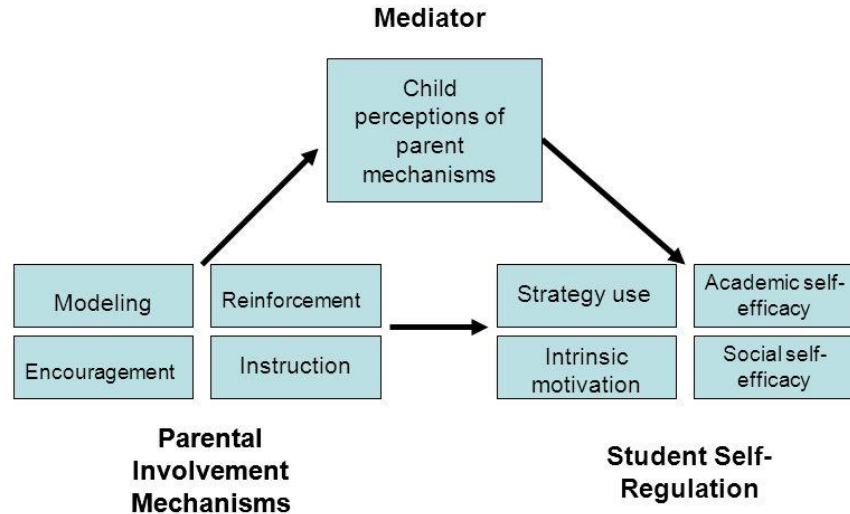 Mediator
Child
perceptions of
parent
mechanisms
Modeling
Reinforcement
Encouragement
Instruction
Strategy use
Academic self-
efficacy
Intrinsic
motivation
Social self-
efficacy
Parental
Involvement
Mechanisms
Student Self-
Regulation